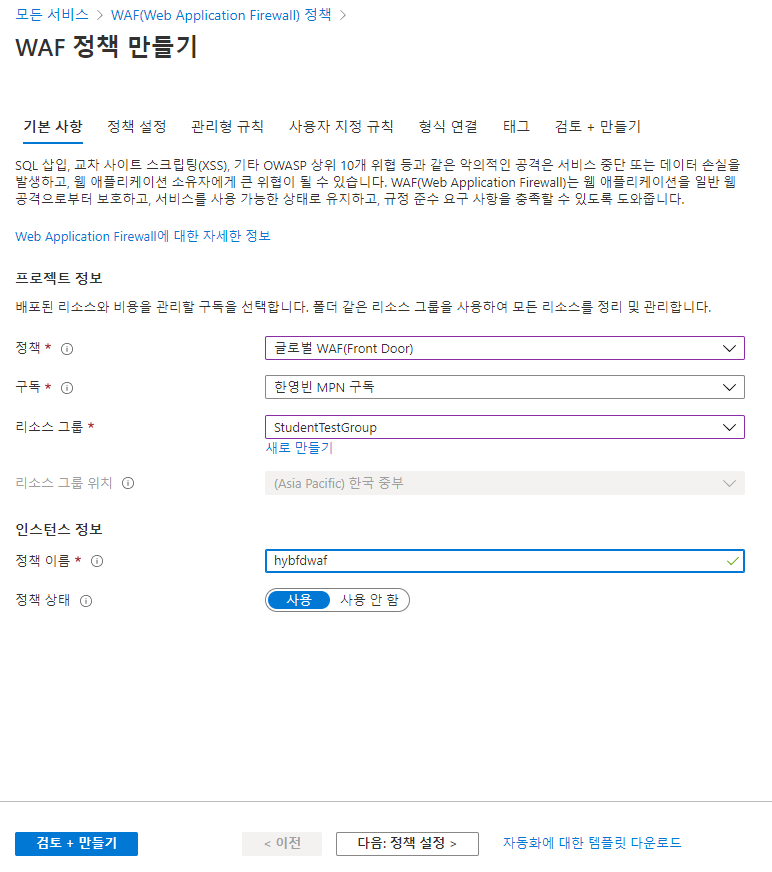 모든 서비스 > WAF(Web Application Firewall) 정책 >
WAF 정책 만들기
기본 사항 정책 설정 관리형 규칙 사용자 지정 규칙 형식 연결 태그 검토 + 만들기
SQL 삽입, 교차 사이트 스크립팅(XSS), 기타 OWASP 상위 10개 위협 등과 같은 악의적인 공격은 서비스 중단 또는 데이터 손실을
발생하고, 웹 애플리케이션 소유자에게 큰 위협이 될 수 있습니다. WAF(Web Application Firewall)는 웹 애플리케이션을 일반 웹
공격으로부터 보호하고, 서비스를 사용 가능한 상태로 유지하고, 규정 준수 요구 사항을 충족할 수 있도록 도와줍니다.
Web Application Firewall에 대한 자세한 정보
프로젝트 정보
배포된 리소스와 비용을 관리할 구독을 선택합니다. 폴더 같은 리소스 그룹을 사용하여 모든 리소스를 정리 및 관리합니다.
정책 * 글로벌 WAF(Front Door)
구독 * 한영빈 MPN 구독
리소스 그룹 * StudentTestGroup
새로 만들기
리소스 그룹 위치 (Asia Pacific) 한국 중부
인스턴스 정보
정책 이름 * hybfdwaf
정책 상태 사용 사용 안 함
검토 + 만들기 < 이전 다음: 정책 설정 > 자동화에 대한 템플릿 다운로드